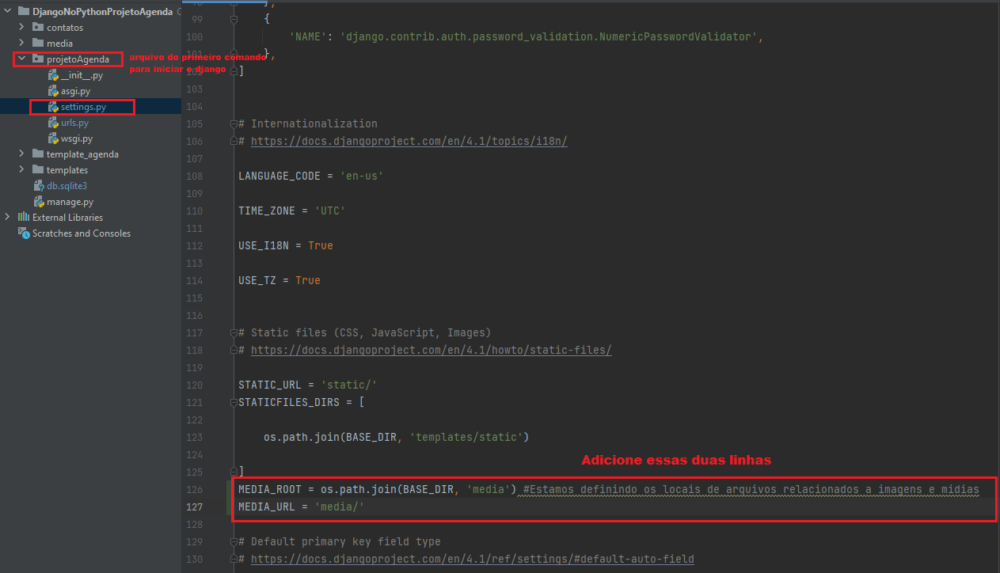 DjangoNoPythonProjetoAgenda
contatos
media
projetoAgenda
arquivo do primeiro comando
para iniciar o django
__init__.py
asgi.py
settings.py
urls.py
wsgi.py
template_agenda
templates
db.sqlite3
manage.py
External Libraries
Scratches and Consoles
98 },
99 {
100 'NAME': 'django.contrib.auth.password_validation.NumericPasswordValidator',
101 },
102 ]
103
104
105 # Internationalization
106 # https://docs.djangoproject.com/en/4.1/topics/i18n/
107
108 LANGUAGE_CODE = 'en-us'
109
110 TIME_ZONE = 'UTC'
111
112 USE_I18N = True
113
114 USE_TZ = True
115
116
117 # Static files (CSS, JavaScript, Images)
118 # https://docs.djangoproject.com/en/4.1/howto/static-files/
119
120 STATIC_URL = 'static/'
121 STATICFILES_DIRS = [
122
123 os.path.join(BASE_DIR, 'templates/static')
124
Adicione essas duas linhas
125 ]
126 MEDIA_ROOT = os.path.join(BASE_DIR, 'media') #Estamos definindo os locais de arquivos relacionados a imagens e midias
127 MEDIA_URL = 'media/'
128
129 # Default primary key field type
130 # https://docs.djangoproject.com/en/4.1/ref/settings/#default-auto-field